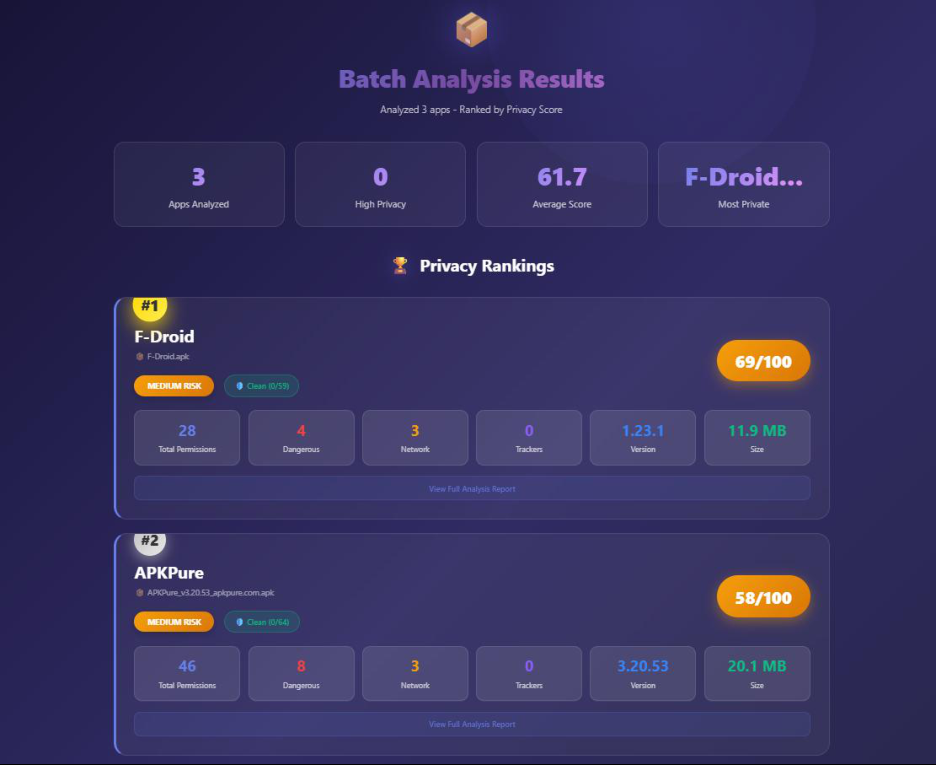 Batch Analysis Results
Analyzed 3 apps - Ranked by Privacy Score
3
Apps Analyzed
0
High Privacy
61.7
Average Score
F-Droid...
Most Private
Privacy Rankings
#1
F-Droid
F-Droid.apk
69/100
MEDIUM RISK
Clean (0/59)
28
Total Permissions
4
Dangerous
3
Network
0
Trackers
1.23.1
Version
11.9 MB
Size
View Full Analysis Report
#2
APKPure
APKPure_v3.20.53_apkpure.com.apk
58/100
MEDIUM RISK
Clean (0/64)
46
Total Permissions
8
Dangerous
3
Network
0
Trackers
3.20.53
Version
20.1 MB
Size
View Full Analysis Report